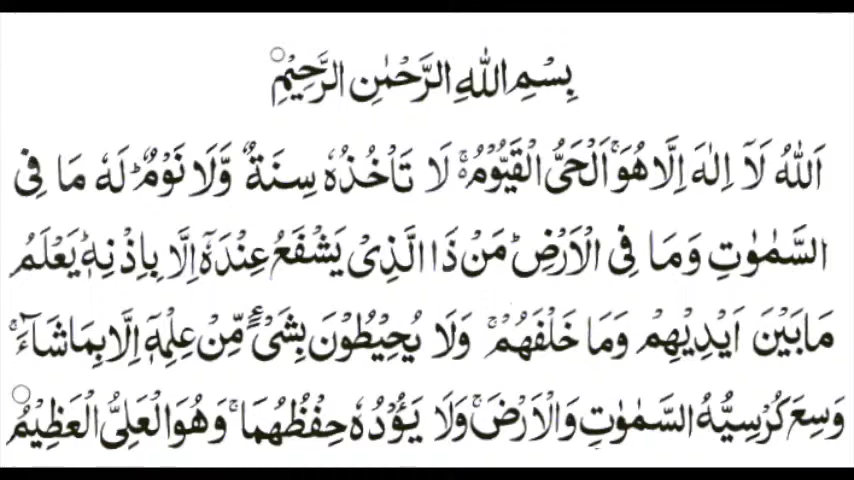 بِسْمِ اللّٰهِ الرَّحْمٰنِ الرَّحِيْمِ
اَللّٰهُ لَاۤ اِلٰهَ اِلَّا هُوَ ۚ اَلْحَیُّ الْقَيُّوْمُ ۚ۬ لَا تَاْخُذُهٗ سِنَةٌ وَّلَا نَوْمٌ ؕ لَهٗ مَا فِی
السَّمٰوٰتِ وَمَا فِی الْاَرْضِ ؕ مَنْ ذَا الَّذِیْ يَشْفَعُ عِنْدَهٗۤ اِلَّا بِاِذْنِهٖ ؕ يَعْلَمُ
مَا بَيْنَ اَيْدِيْهِمْ وَمَا خَلْفَهُمْ ۚ وَلَا يُحِيْطُوْنَ بِشَیْءٍ مِّنْ عِلْمِهٖۤ اِلَّا بِمَا شَآءَ ۚ
وَسِعَ كُرْسِيُّهُ السَّمٰوٰتِ وَالْاَرْضَ ۚ وَلَا يَـُٔوْدُهٗ حِفْظُهُمَا ۚ وَهُوَ الْعَلِیُّ الْعَظِيْمُ